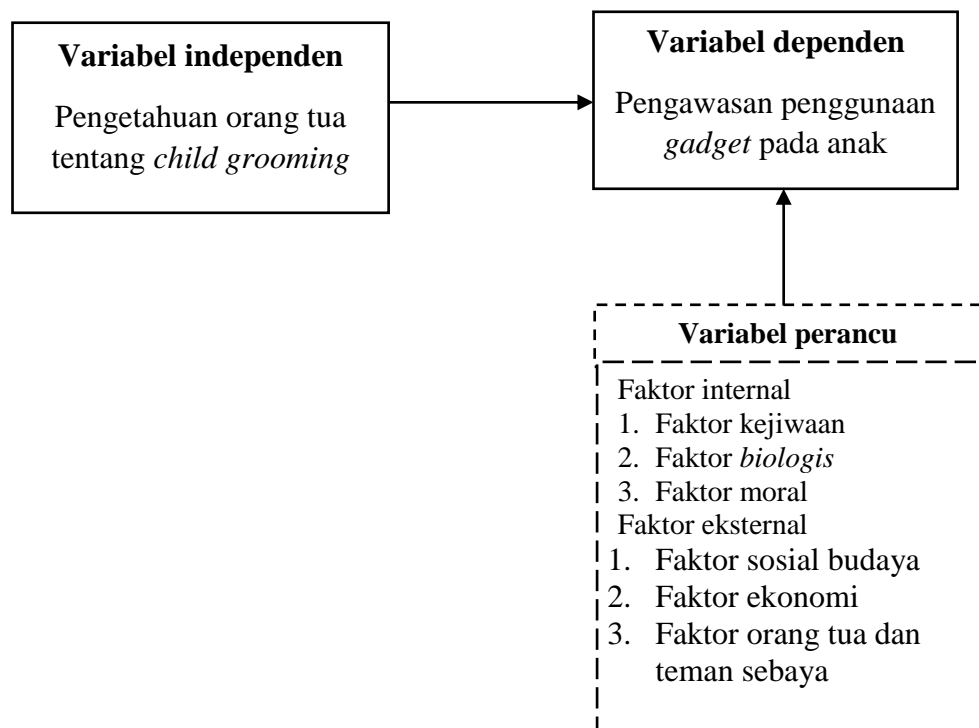 Variabel independen
Pengetahuan orang tua
tentang child grooming
Variabel dependen
Pengawasan penggunaan
gadget pada anak
Variabel perancu
Faktor internal
1. Faktor kejiwaan
2. Faktor biologis
3. Faktor moral
Faktor eksternal
1. Faktor sosial budaya
2. Faktor ekonomi
3. Faktor orang tua dan
teman sebaya